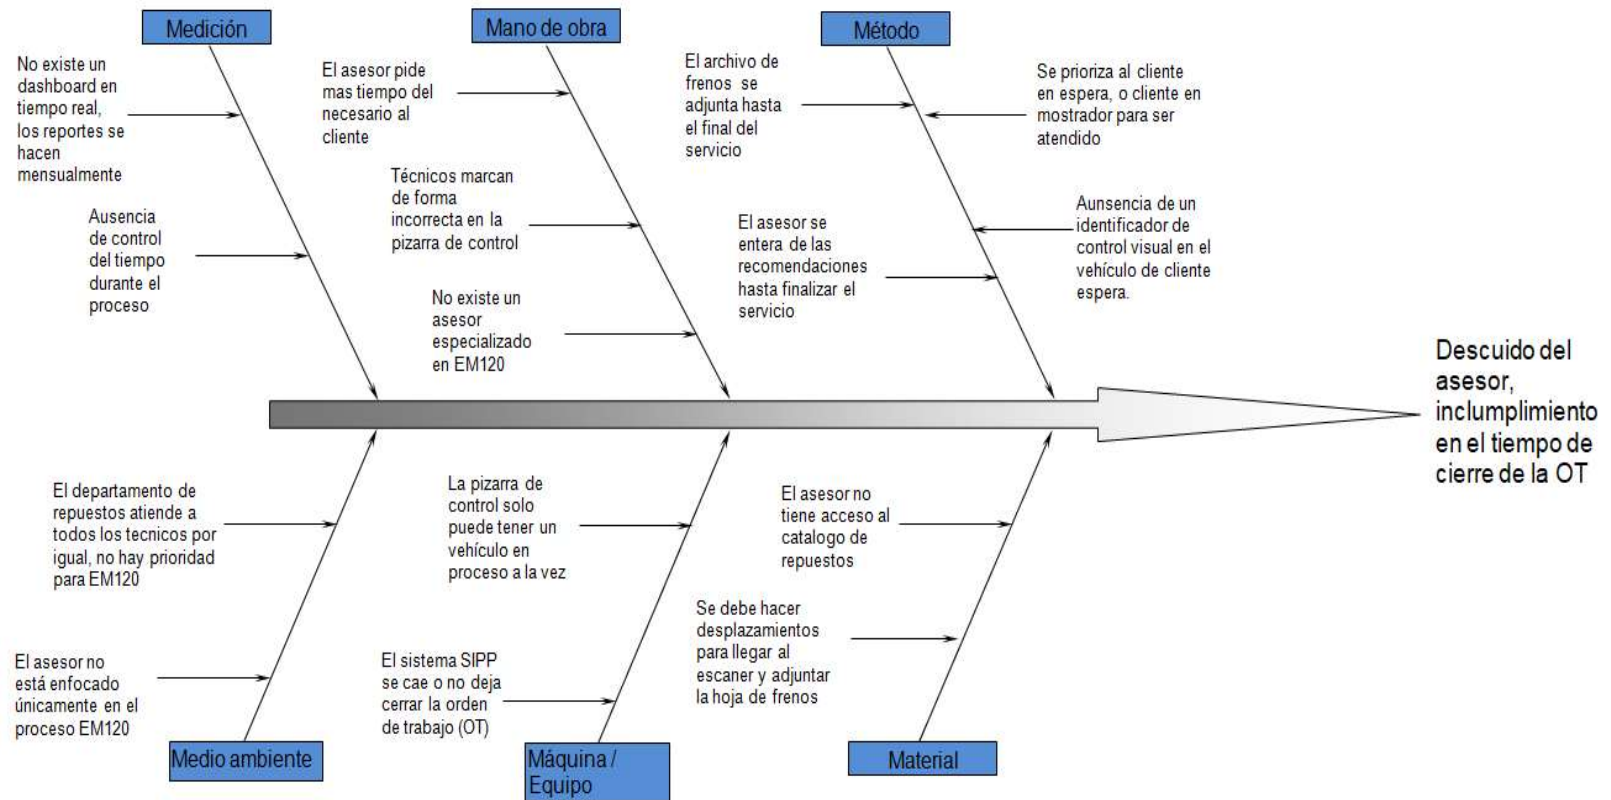 Medición
Mano de obra
Método
No existe un
dashboard en
tiempo real,
los reportes se
hacen
mensualmente
Ausencia
de control
del tiempo
durante el
proceso
El asesor pide
mas tiempo del
necesario al
cliente
Técnicos marcan
de forma
incorrecta en la
pizarra de control
No existe un
asesor
especializado
en EM120
El archivo de
frenos se
adjunta hasta
el final del
servicio
El asesor se
entera de las
recomendaciones
hasta finalizar el
servicio
Se prioriza al cliente
en espera, o cliente en
mostrador para ser
atendido
Aunsencia de un
identificador de
control visual en el
vehículo de cliente
espera.
Descuido del
asesor,
inclumplimiento
en el tiempo de
cierre de la OT
El departamento de
repuestos atiende a
todos los tecnicos por
igual, no hay prioridad
para EM120
El asesor no
está enfocado
únicamente en el
proceso EM120
La pizarra de
control solo
puede tener un
vehículo en
proceso a la vez
El sistema SIPP
se cae o no deja
cerrar la orden
de trabajo (OT)
El asesor no
tiene acceso al
catalogo de
repuestos
Se debe hacer
desplazamientos
para llegar al
escaner y adjuntar
la hoja de frenos
Medio ambiente
Máquina /
Equipo
Material